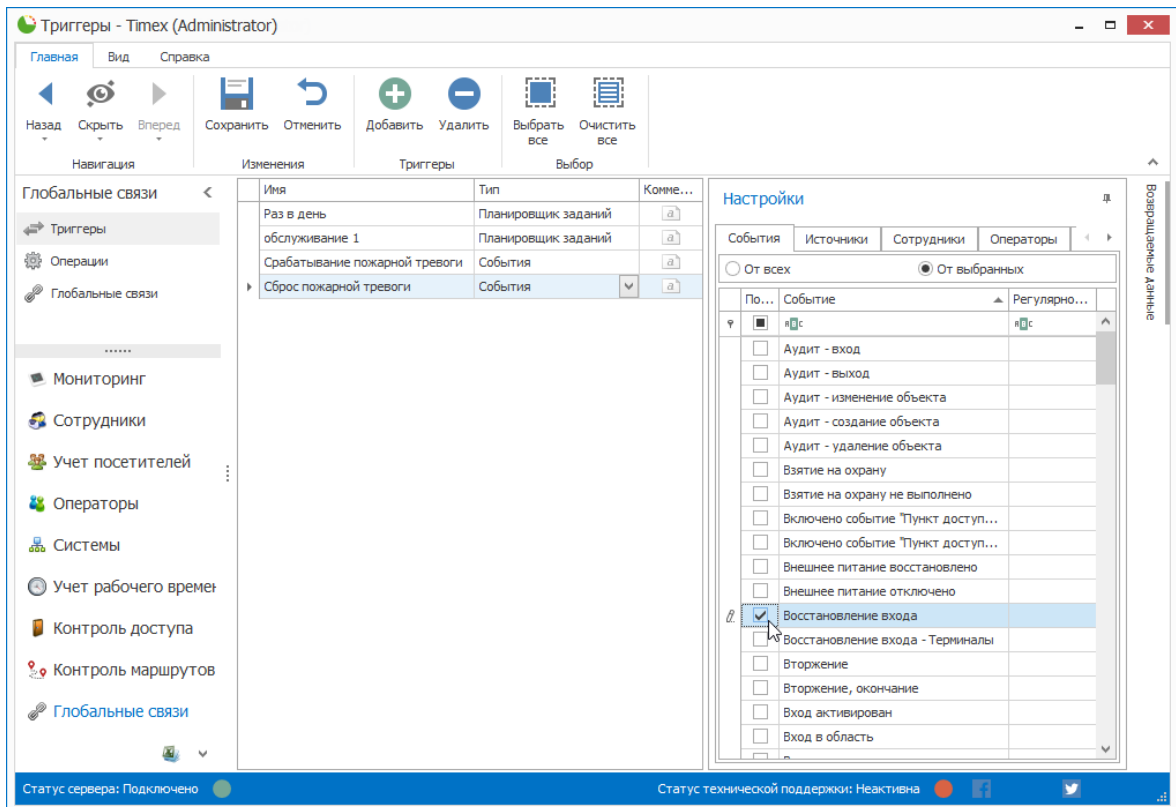 Триггеры - Timex (Administrator)
Главная Вид Справка
Назад Скрыть Вперед Сохранить Отменить Добавить Удалить Выбрать все Очистить все
Навигация Изменения Триггеры Выбор
Глобальные связи
Триггеры
Операции
Глобальные связи
Мониторинг
Сотрудники
Учет посетителей
Операторы
Системы
Учет рабочего времен
Контроль доступа
Контроль маршрутов
Глобальные связи
Имя Тип Комме...
Раз в день Планировщик заданий
обслуживание 1 Планировщик заданий
Срабатывание пожарной тревоги События
Сброс пожарной тревоги События
Настройки
События Источники Сотрудники Операторы
От всех От выбранных
По... Событие Регулярно...
Аудит - вход
Аудит - выход
Аудит - изменение объекта
Аудит - создание объекта
Аудит - удаление объекта
Взятие на охрану
Взятие на охрану не выполнено
Включено событие "Пункт доступ...
Включено событие "Пункт доступ...
Внешнее питание восстановлено
Внешнее питание отключено
Восстановление входа
Восстановление входа - Терминалы
Вторжение
Вторжение, окончание
Вход активирован
Вход в область
Возвращаемые данные
Статус сервера: Подключено Статус технической поддержки: Неактивна